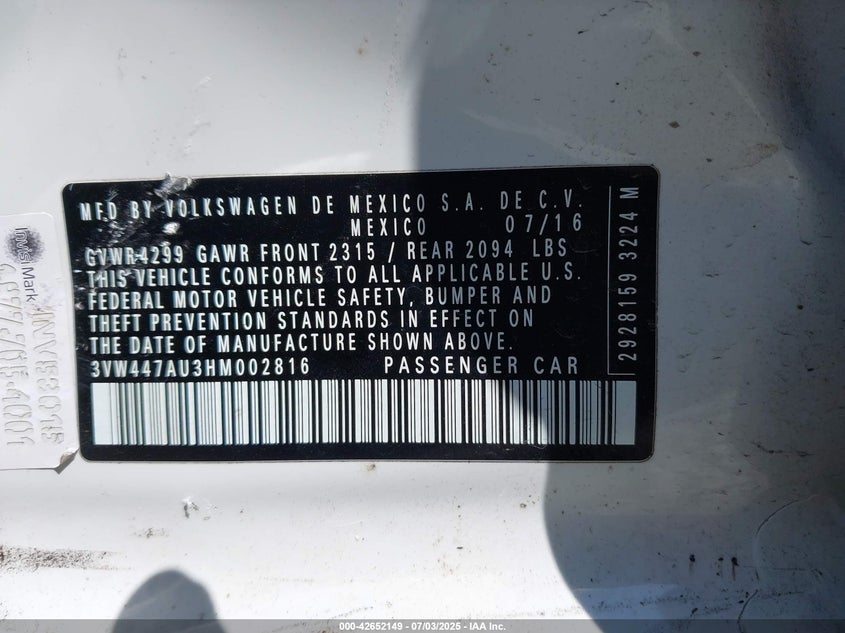 MFD BY VOLKSWAGEN DE MEXICO S.A. DE C.V.
MEXICO 07/16
GVWR4299 GAWR FRONT 2315 / REAR 2094 LBS
THIS VEHICLE CONFORMS TO ALL APPLICABLE U.S.
FEDERAL MOTOR VEHICLE SAFETY, BUMPER AND
THEFT PREVENTION STANDARDS IN EFFECT ON
THE DATE OF MANUFACTURE SHOWN ABOVE.
3VW447AU3HM002816 PASSENGER CAR
2928159 3224 M
InvisiMark
000-42652149 - 07/03/2025 - IAA Inc.